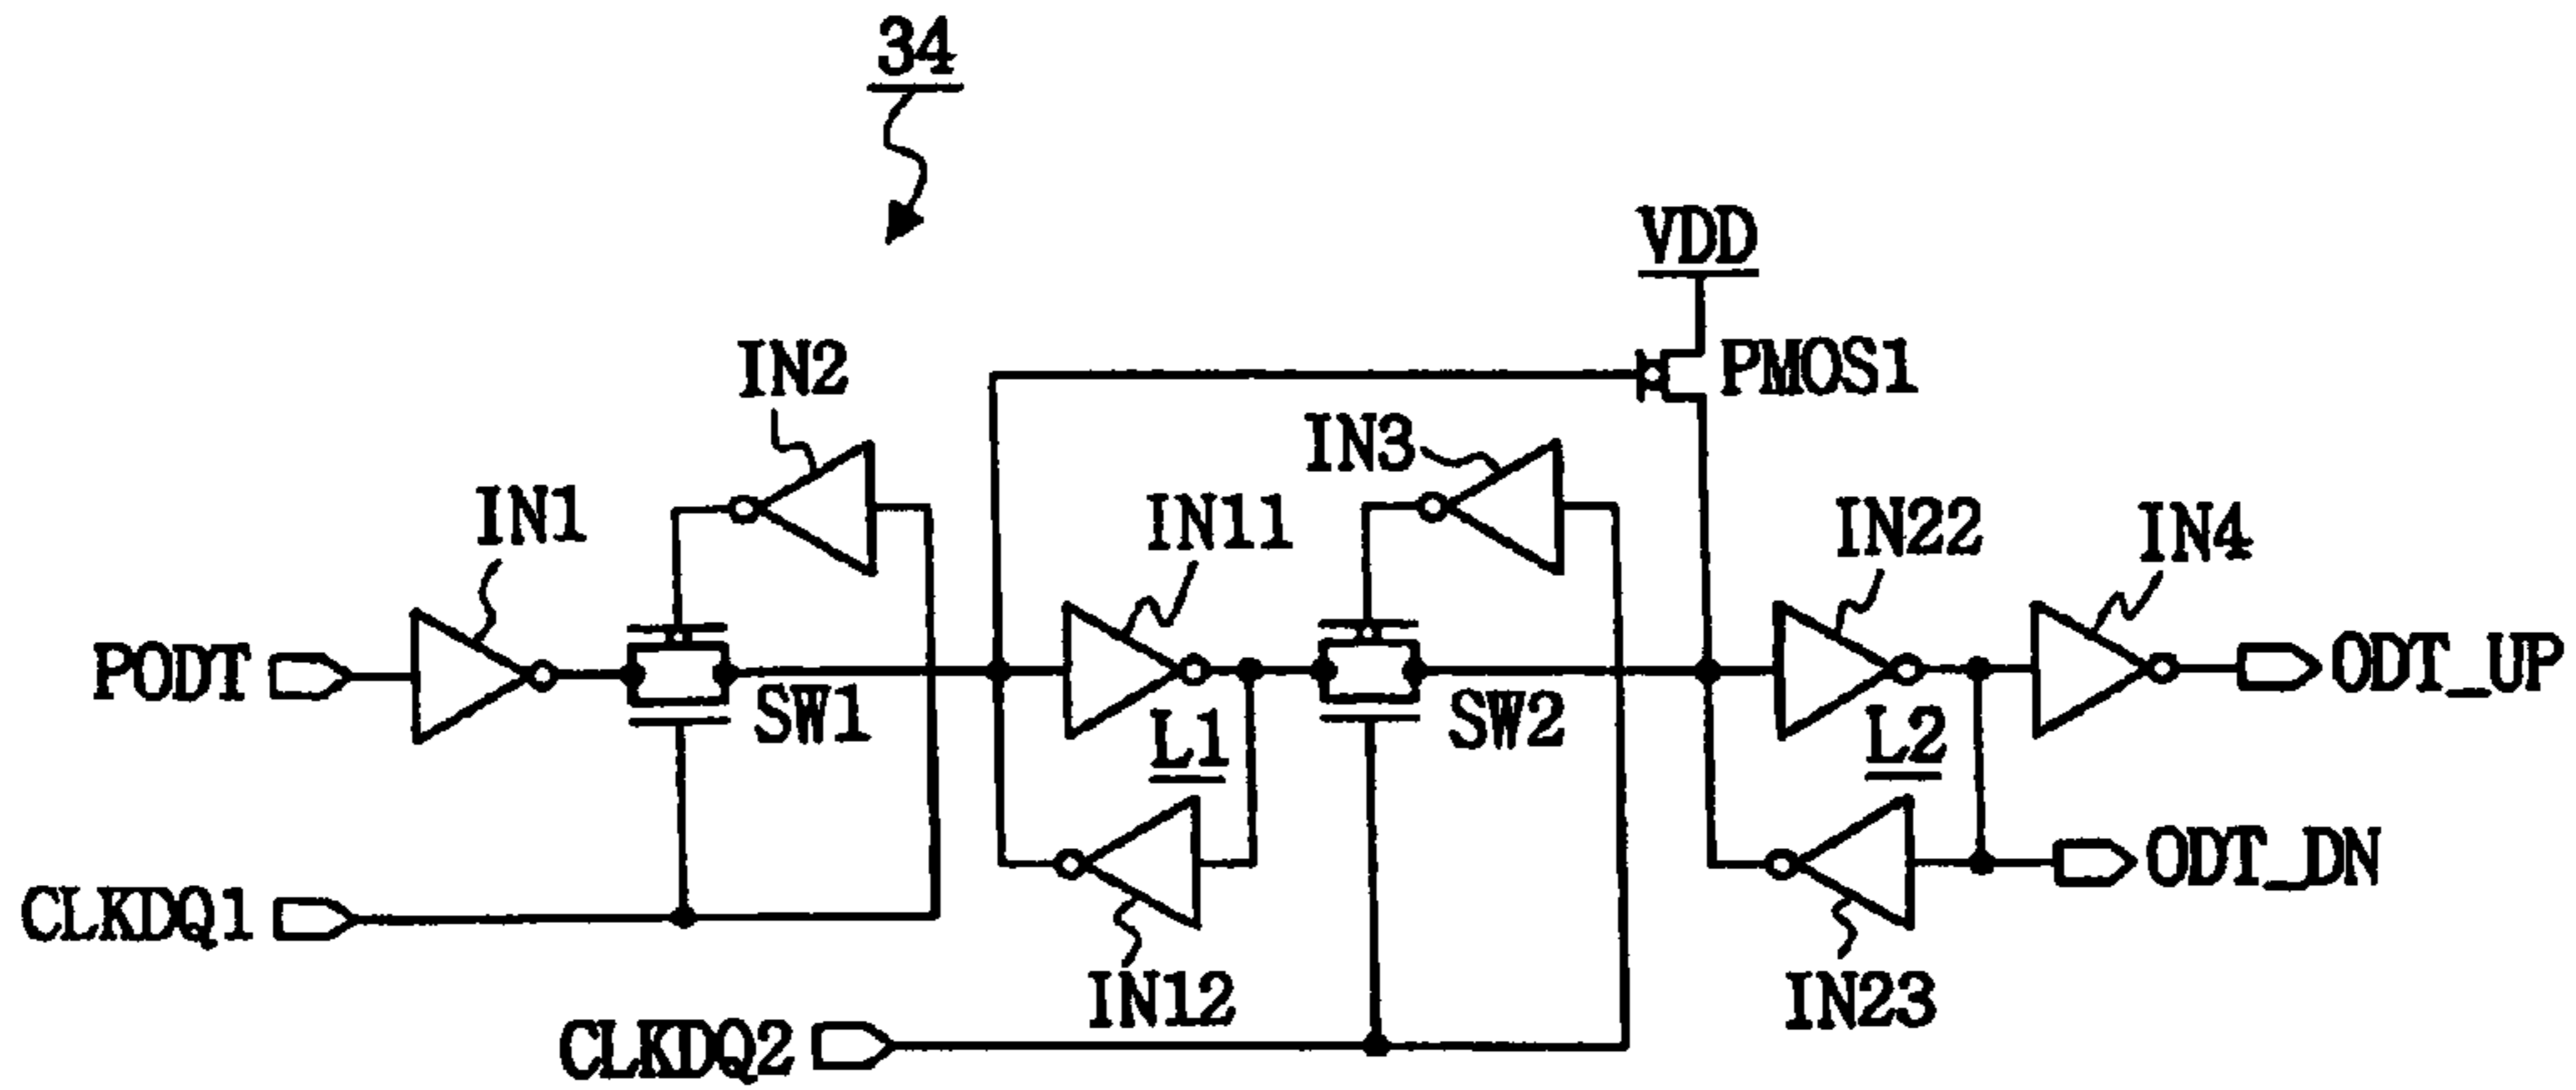 34
VDD
PMOS1
IN2
IN3
IN1
IN11
IN22
IN4
PODT
SW1
L1
SW2
L2
ODT_UP
ODT_DN
CLKDQ1
IN12
IN23
CLKDQ2